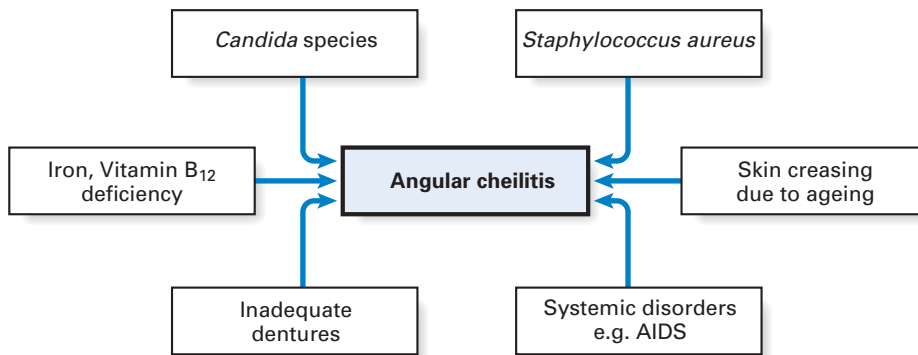 Candida species
Staphylococcus aureus
Iron, Vitamin B₁₂
deficiency
Angular cheilitis
Skin creasing
due to ageing
Inadequate
dentures
Systemic disorders
e.g. AIDS